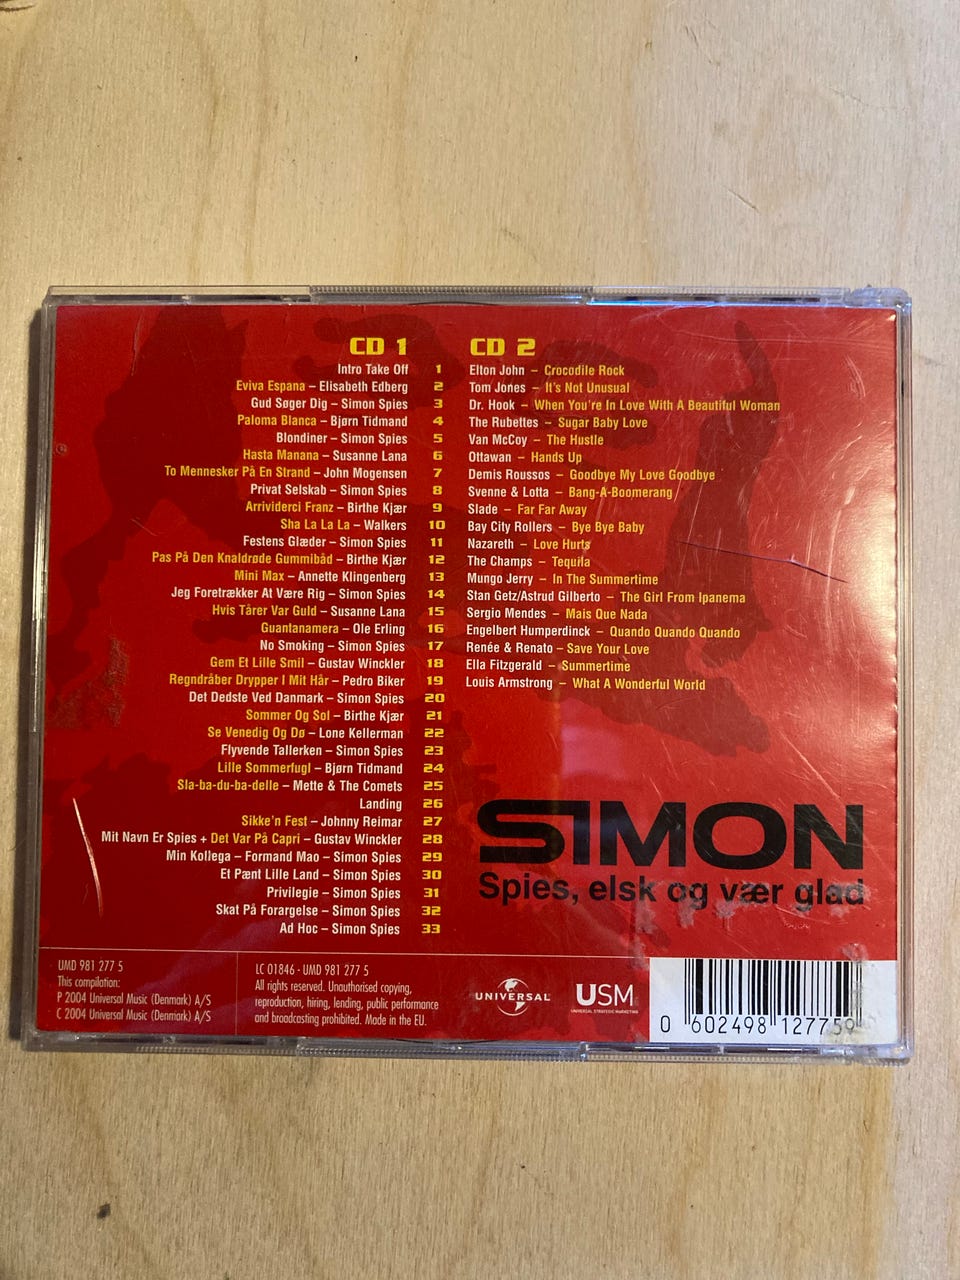 CD 1
Intro Take Off 1
Eviva Espana – Elisabeth Edberg 2
Gud Søger Dig – Simon Spies 3
Paloma Blanca – Bjørn Tidmand 4
Blondiner – Simon Spies 5
Hasta Manana – Susanne Lana 6
To Mennesker På En Strand – John Mogensen 7
Privat Selskab – Simon Spies 8
Arrividerci Franz – Birthe Kjær 9
Sha La La La – Walkers 10
Festens Glæder – Simon Spies 11
Pas På Den Knaldrøde Gummibåd – Birthe Kjær 12
Mini Max – Annette Klingenberg 13
Jeg Foretrækker At Være Rig – Simon Spies 14
Hvis Tårer Var Guld – Susanne Lana 15
Guantanamera – Ole Erling 16
No Smoking – Simon Spies 17
Gem Et Lille Smil – Gustav Winckler 18
Regndråber Drypper I Mit Hår – Pedro Biker 19
Det Dedste Ved Danmark – Simon Spies 20
Sommer Og Sol – Birthe Kjær 21
Se Venedig Og Dø – Lone Kellerman 22
Flyvende Tallerken – Simon Spies 23
Lille Sommerfugl – Bjørn Tidmand 24
Sla-ba-du-ba-delle – Mette & The Comets 25
Landing 26
Sikke'n Fest – Johnny Reimar 27
Mit Navn Er Spies + Det Var På Capri – Gustav Winckler 28
Min Kollega – Formand Mao – Simon Spies 29
Et Pænt Lille Land – Simon Spies 30
Privilegie – Simon Spies 31
Skat På Forargelse – Simon Spies 32
Ad Hoc – Simon Spies 33
CD 2
Elton John – Crocodile Rock
Tom Jones – It's Not Unusual
Dr. Hook – When You're In Love With A Beautiful Woman
The Rubettes – Sugar Baby Love
Van McCoy – The Hustle
Ottawan – Hands Up
Demis Roussos – Goodbye My Love Goodbye
Svenne & Lotta – Bang-A-Boomerang
Slade – Far Far Away
Bay City Rollers – Bye Bye Baby
Nazareth – Love Hurts
The Champs – Tequila
Mungo Jerry – In The Summertime
Stan Getz/Astrud Gilberto – The Girl From Ipanema
Sergio Mendes – Mais Que Nada
Engelbert Humperdinck – Quando Quando Quando
Renée & Renato – Save Your Love
Ella Fitzgerald – Summertime
Louis Armstrong – What A Wonderful World
SIMON
Spies, elsk og vær glad
UMD 981 277 5
This compilation:
P 2004 Universal Music (Denmark) A/S
C 2004 Universal Music (Denmark) A/S
LC 01846 - UMD 981 277 5
All rights reserved. Unauthorised copying,
reproduction, hiring, lending, public performance
and broadcasting prohibited. Made in the EU.
UNIVERSAL
USM
UNIVERSAL STRATEGIC MARKETING
0 602498 127759